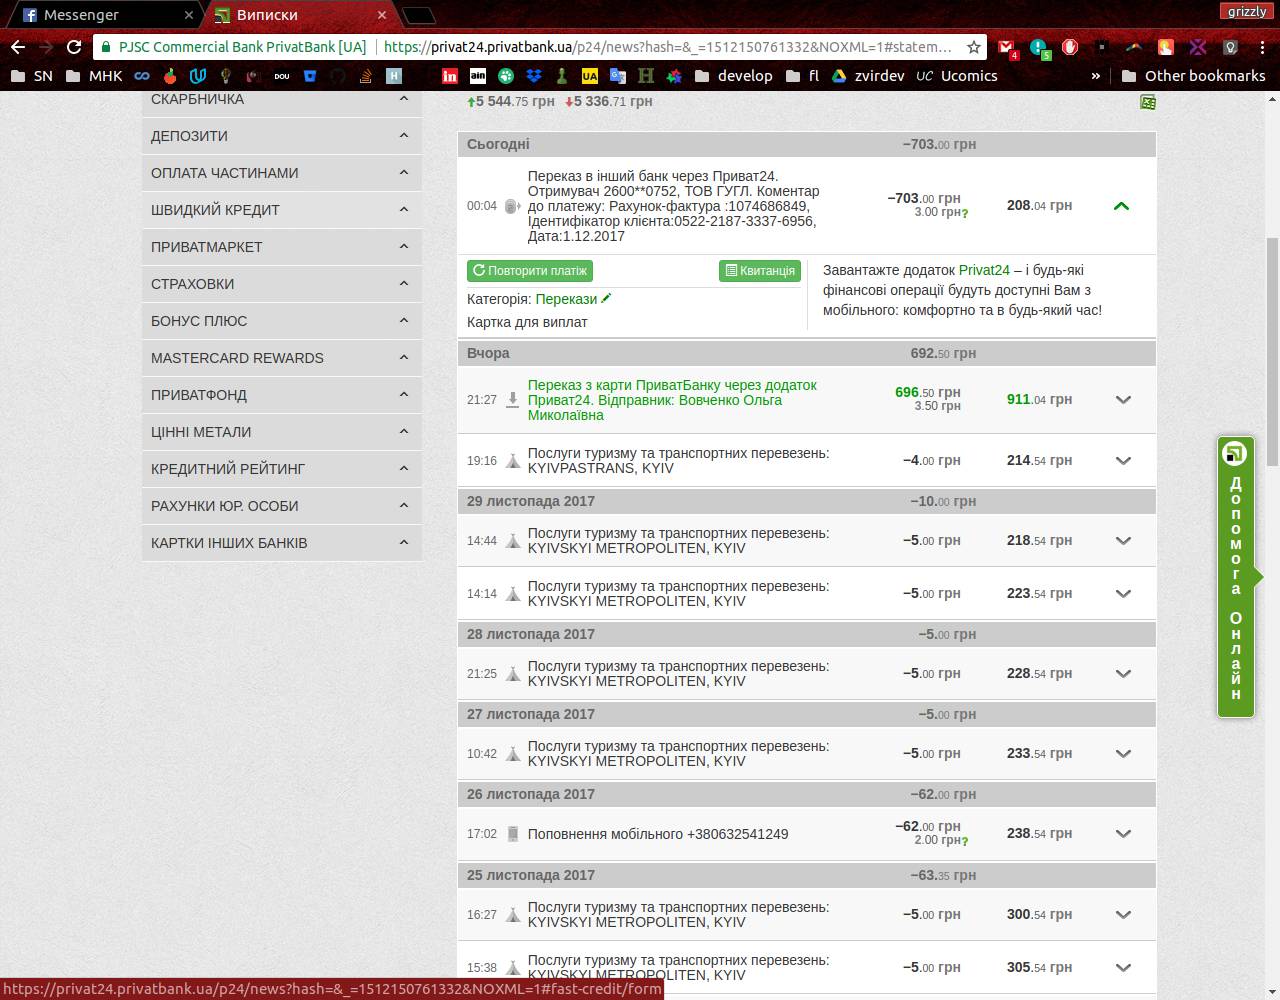 Messenger
Виписки
grizzly
PJSC Commercial Bank PrivatBank [UA]
https://privat24.privatbank.ua/p24/news?hash=&_=1512150761332&NOXML=1#statem…
4
5
SN
MHK
DOU
H
in
ain
UA
develop
fl
zvirdev
UC Ucomics
»
Other bookmarks
СКАРБНИЧКА
ДЕПОЗИТИ
ОПЛАТА ЧАСТИНАМИ
ШВИДКИЙ КРЕДИТ
ПРИВАТМАРКЕТ
СТРАХОВКИ
БОНУС ПЛЮС
MASTERCARD REWARDS
ПРИВАТФОНД
ЦІННІ МЕТАЛИ
КРЕДИТНИЙ РЕЙТИНГ
РАХУНКИ ЮР. ОСОБИ
КАРТКИ ІНШИХ БАНКІВ
5 544.75 грн 5 336.71 грн
Сьогодні −703.00 грн
00:04
Переказ в інший банк через Приват24.
Отримувач 2600**0752, ТОВ ГУГЛ. Коментар
до платежу: Рахунок-фактура :1074686849,
Ідентифікатор клієнта:0522-2187-3337-6956,
Дата:1.12.2017
−703.00 грн
3.00 грн?
208.04 грн
Повторити платіж
Квитанція
Категорія: Перекази
Картка для виплат
Завантажте додаток Privat24 – і будь-які
фінансові операції будуть доступні Вам з
мобільного: комфортно та в будь-який час!
Вчора 692.50 грн
21:27
Переказ з карти ПриватБанку через додаток
Приват24. Відправник: Вовченко Ольга
Миколаївна
696.50 грн
3.50 грн
911.04 грн
19:16
Послуги туризму та транспортних перевезень:
KYIVPASTRANS, KYIV
−4.00 грн
214.54 грн
29 листопада 2017 −10.00 грн
14:44
Послуги туризму та транспортних перевезень:
KYIVSKYI METROPOLITEN, KYIV
−5.00 грн
218.54 грн
14:14
Послуги туризму та транспортних перевезень:
KYIVSKYI METROPOLITEN, KYIV
−5.00 грн
223.54 грн
28 листопада 2017 −5.00 грн
21:25
Послуги туризму та транспортних перевезень:
KYIVSKYI METROPOLITEN, KYIV
−5.00 грн
228.54 грн
27 листопада 2017 −5.00 грн
10:42
Послуги туризму та транспортних перевезень:
KYIVSKYI METROPOLITEN, KYIV
−5.00 грн
233.54 грн
26 листопада 2017 −62.00 грн
17:02
Поповнення мобільного +380632541249
−62.00 грн
2.00 грн?
238.54 грн
25 листопада 2017 −63.35 грн
16:27
Послуги туризму та транспортних перевезень:
KYIVSKYI METROPOLITEN, KYIV
−5.00 грн
300.54 грн
15:38
Послуги туризму та транспортних перевезень:
KYIVSKYI METROPOLITEN, KYIV
−5.00 грн
305.54 грн
Допомога Онлайн
https://privat24.privatbank.ua/p24/news?hash=&_=1512150761332&NOXML=1#fast-credit/form